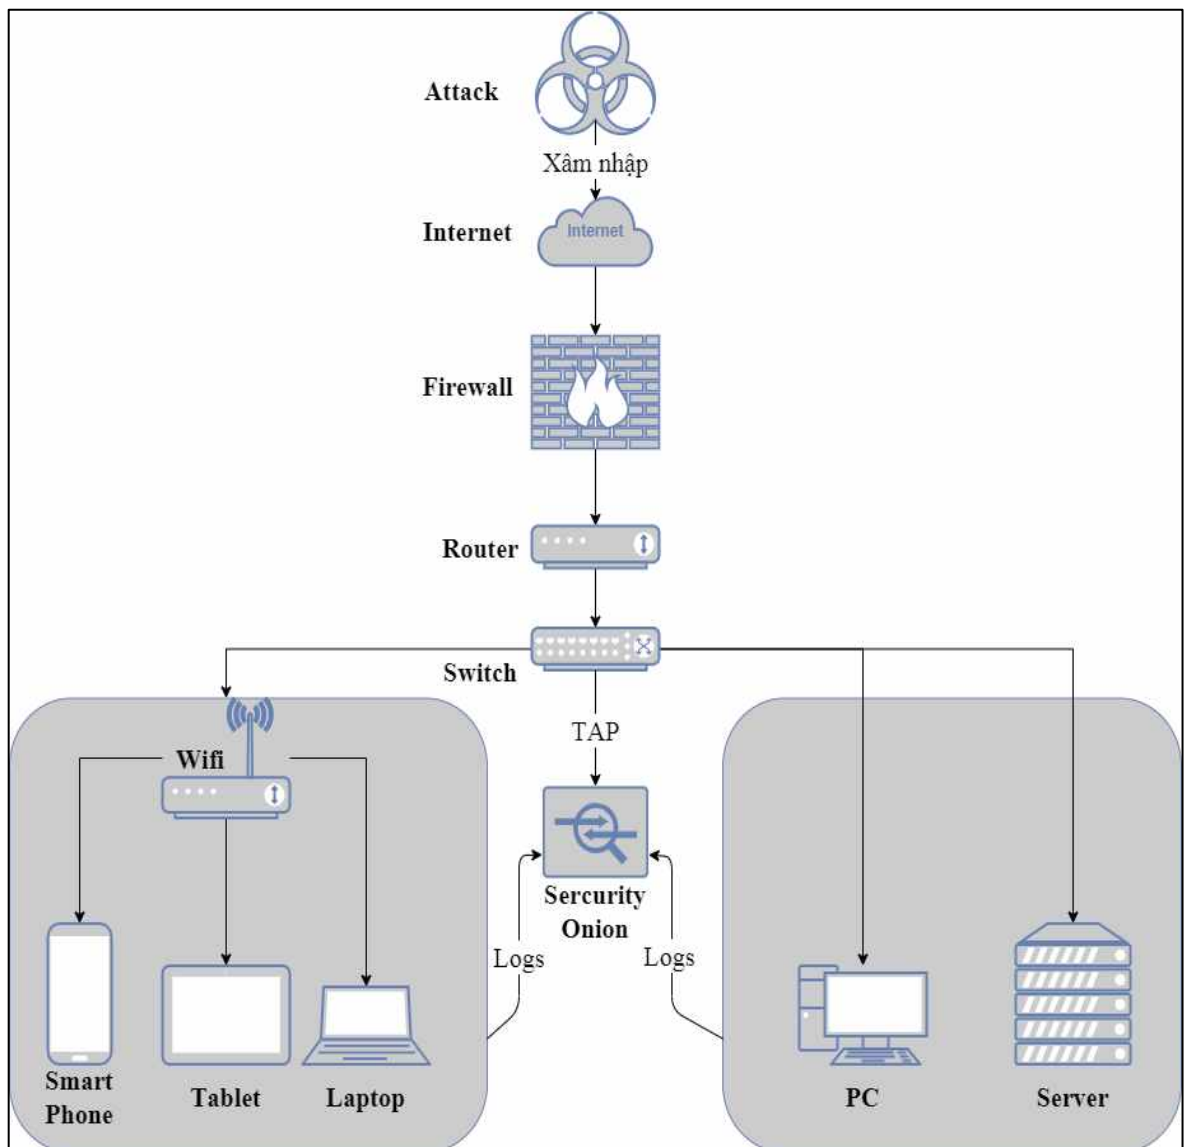 Attack
Xâm nhập
Internet
Internet
Firewall
Router
Switch
TAP
Wifi
Sercurity
Onion
Logs
Logs
Smart
Phone
Tablet
Laptop
PC
Server